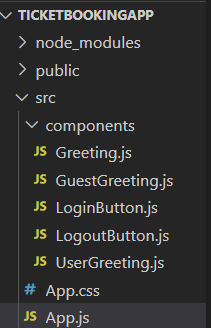 TICKETBOOKINGAPP
node_modules
public
src
components
JS Greeting.js
JS GuestGreeting.js
JS LoginButton.js
JS LogoutButton.js
JS UserGreeting.js
# App.css
JS App.js